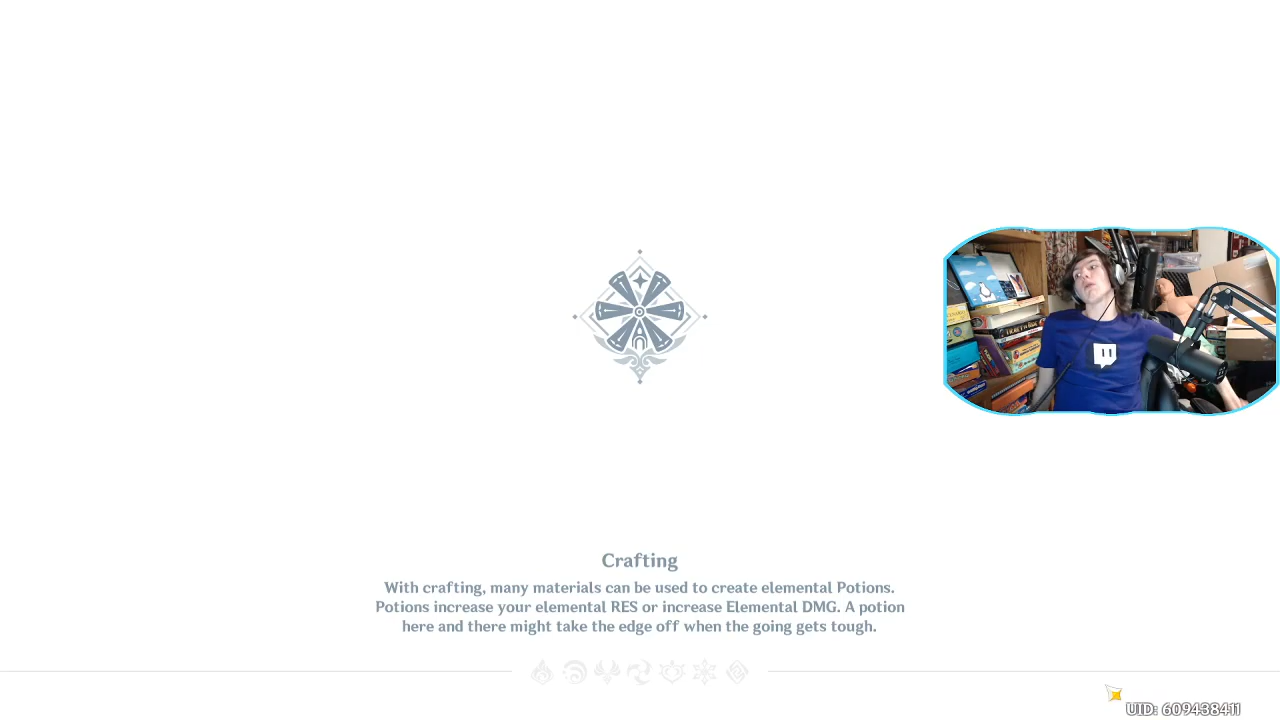 Crafting
With crafting, many materials can be used to create elemental Potions.
Potions increase your elemental RES or increase Elemental DMG. A potion
here and there might take the edge off when the going gets tough.
UID: 609438411